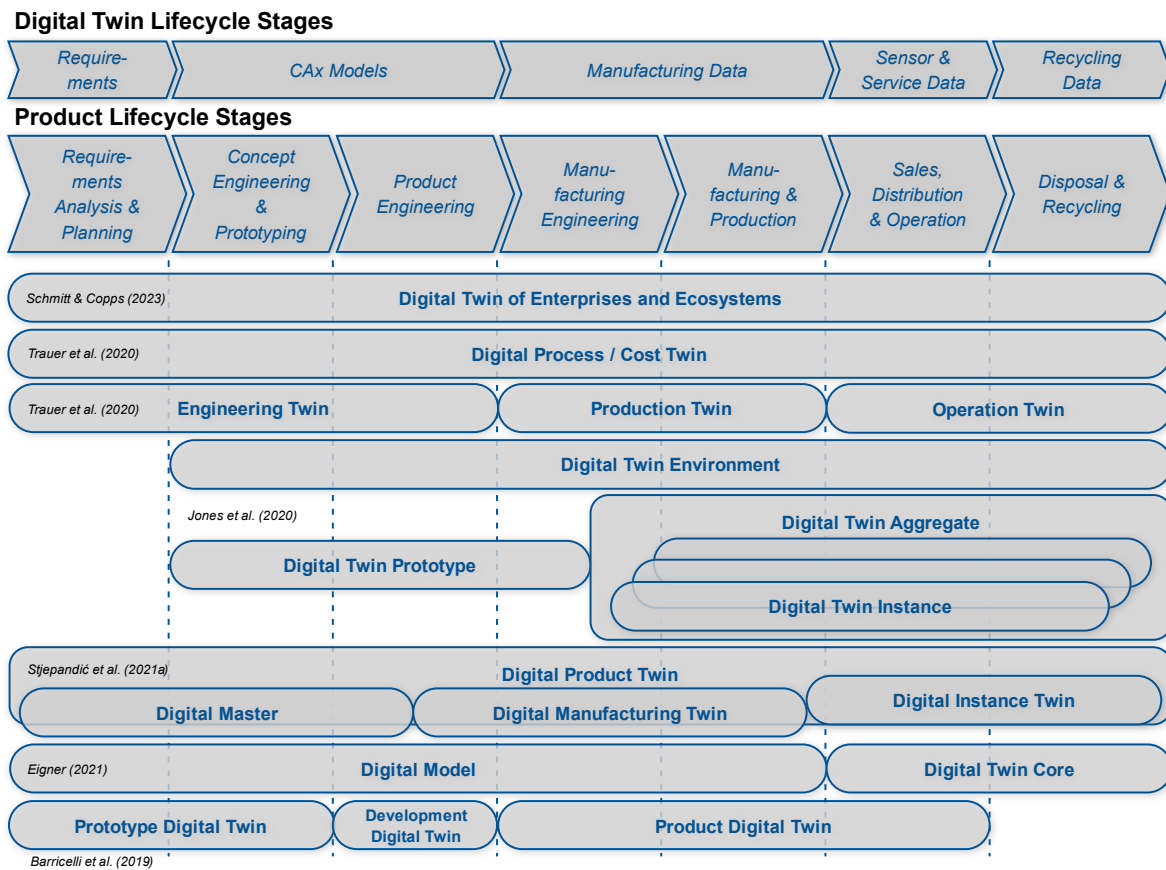 Digital Twin Lifecycle Stages
Require-
ments
CAx Models
Manufacturing Data
Sensor &
Service Data
Recycling
Data
Product Lifecycle Stages
Require-
ments
Analysis &
Planning
Concept
Engineering
&
Prototyping
Product
Engineering
Manu-
facturing
Engineering
Manu-
facturing &
Production
Sales,
Distribution
& Operation
Disposal &
Recycling
Schmitt & Copps (2023)
Digital Twin of Enterprises and Ecosystems
Trauer et al. (2020)
Digital Process / Cost Twin
Trauer et al. (2020)
Engineering Twin
Production Twin
Operation Twin
Digital Twin Environment
Jones et al. (2020)
Digital Twin Aggregate
Digital Twin Prototype
Digital Twin Instance
Stjepandić et al. (2021a)
Digital Product Twin
Digital Master
Digital Manufacturing Twin
Digital Instance Twin
Eigner (2021)
Digital Model
Digital Twin Core
Prototype Digital Twin
Development
Digital Twin
Product Digital Twin
Barricelli et al. (2019)